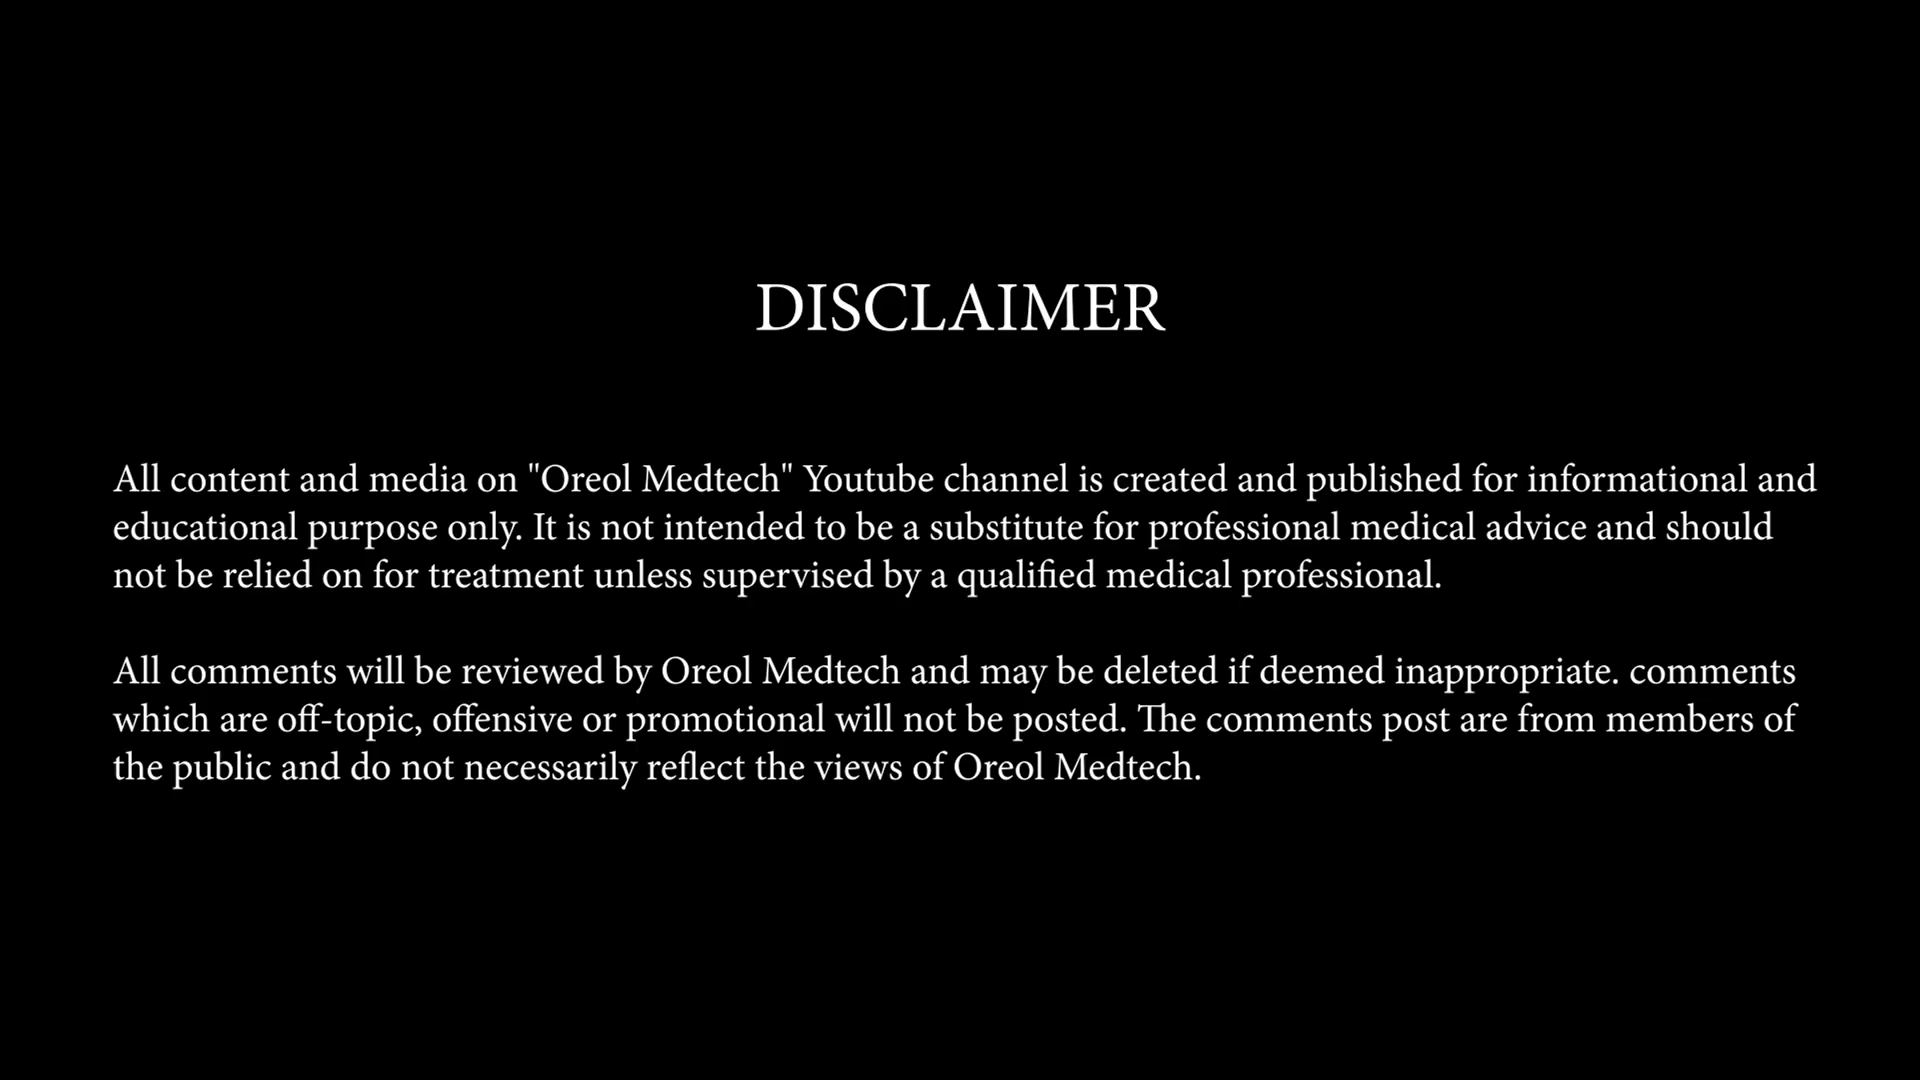 DISCLAIMER
All content and media on "Oreol Medtech" Youtube channel is created and published for informational and
educational purpose only. It is not intended to be a substitute for professional medical advice and should
not be relied on for treatment unless supervised by a qualified medical professional.
All comments will be reviewed by Oreol Medtech and may be deleted if deemed inappropriate. comments
which are off-topic, offensive or promotional will not be posted. The comments post are from members of
the public and do not necessarily reflect the views of Oreol Medtech.